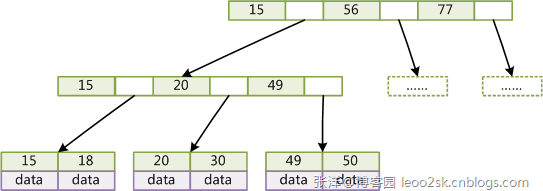 15 56 77
15 20 49
...... ......
15 18 20 30 49 50
data data data data data data
张洋@博客园 leoo2sk.cnblogs.com